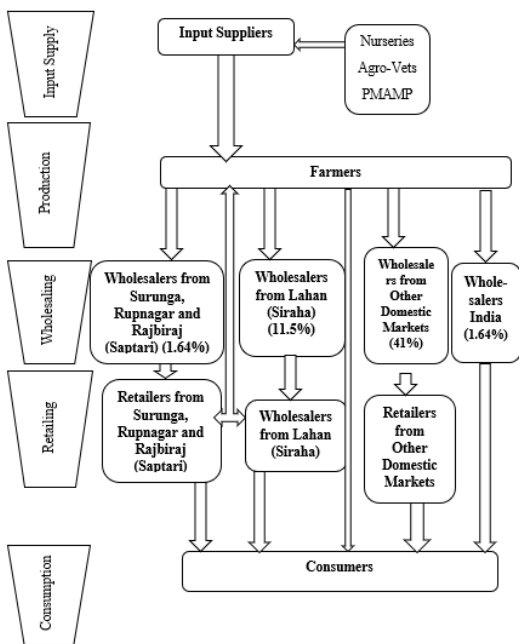 Input Supply
Input Suppliers
Nurseries
Agro-Vets
PMAMP
Production
Farmers
Wholesaling
Wholesalers from
Surunga,
Rupnagar and
Rajbiraj
(Saptari) (1.64%)
Wholesalers
from Lahan
(Siraha)
(11.5%)
Wholesale
rs from
Other
Domestic
Markets
(41%)
Whole-
salers
India
(1.64%)
Retailing
Retailers from
Surunga,
Rupnagar and
Rajbiraj
(Saptari)
Wholesalers
from Lahan
(Siraha)
Retailers
from
Other
Domestic
Markets
Consumption
Consumers